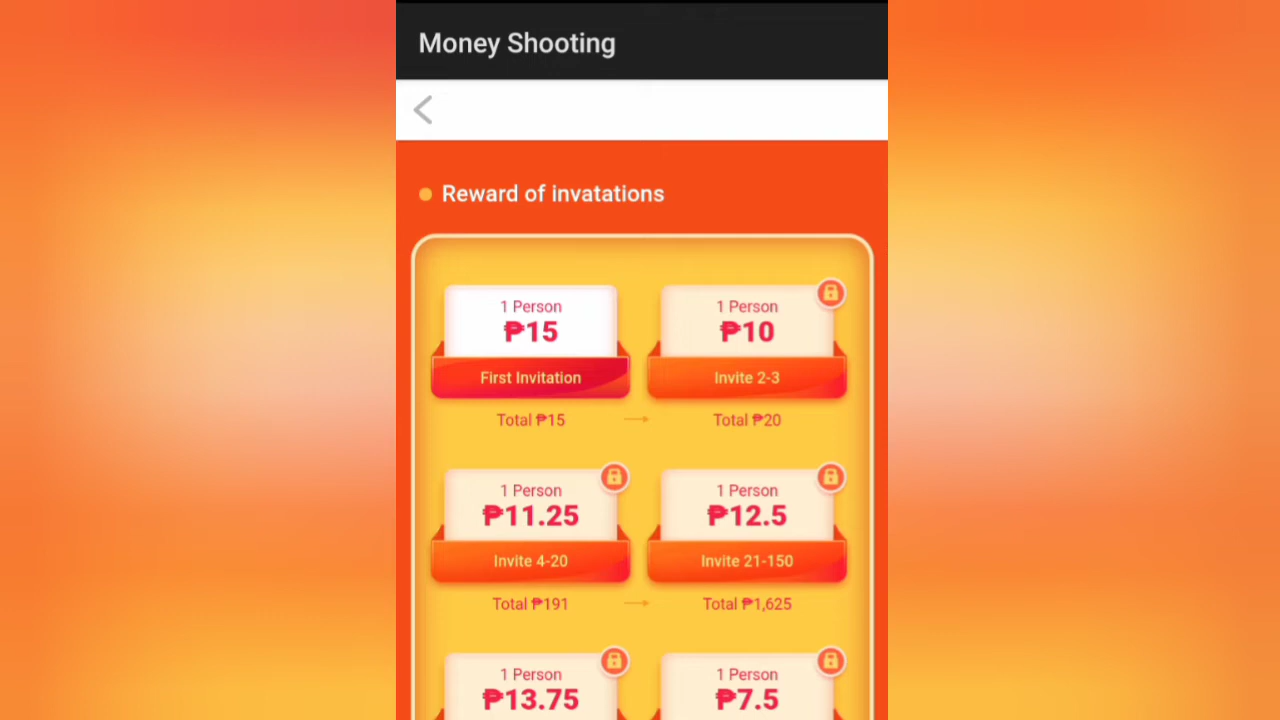 Money Shooting
Reward of invatations
1 Person
₱15
First Invitation
Total ₱15
1 Person
₱10
Invite 2-3
Total ₱20
1 Person
₱11.25
Invite 4-20
Total ₱191
1 Person
₱12.5
Invite 21-150
Total ₱1,625
1 Person
₱13.75
1 Person
₱7.5